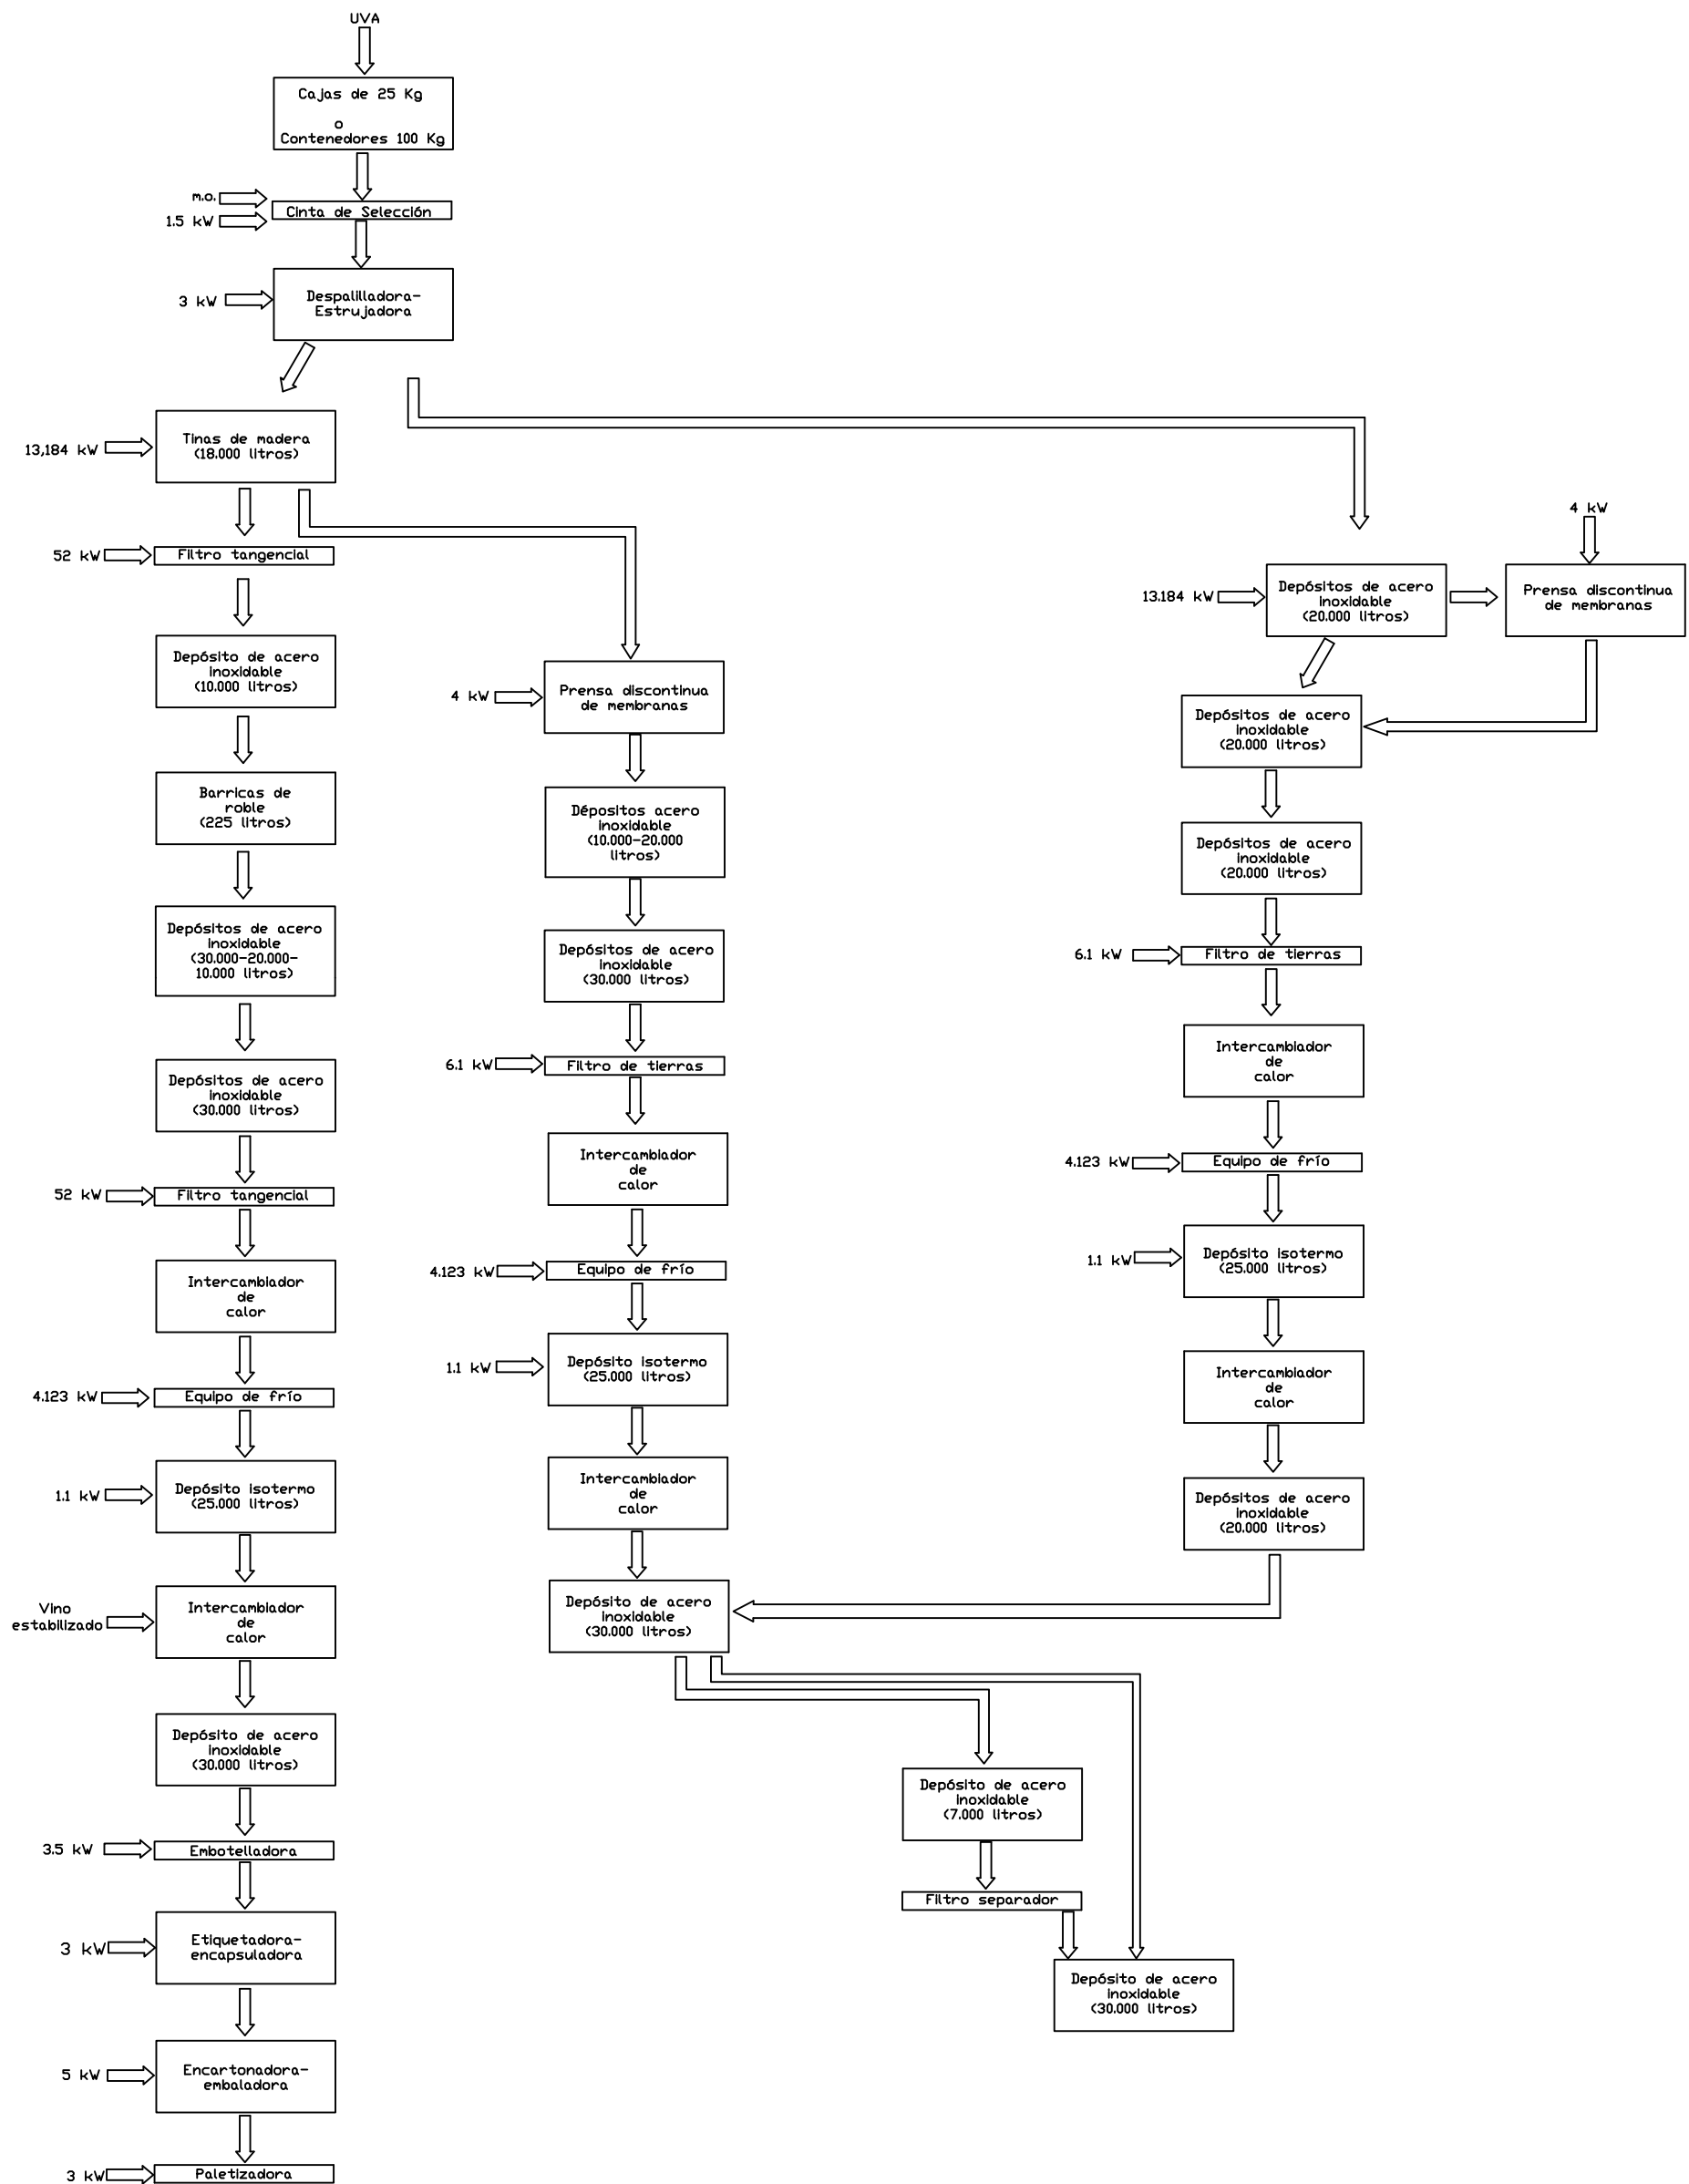 UVA
Cajas de 25 Kg
o
Contenedores 100 Kg
m.o.
1.5 kW
Cinta de Selección
3 kW
Despalilladora-
Estrujadora
13,184 kW
Tinas de madera
(18.000 litros)
52 kW
Filtro tangencial
Depósito de acero
inoxidable
(10.000 litros)
Barricas de
roble
(225 litros)
Depósitos de acero
inoxidable
(30.000-20.000-
10.000 litros)
Depósitos de acero
inoxidable
(30.000 litros)
52 kW
Filtro tangencial
Intercambiador
de
calor
4.123 kW
Equipo de frío
1.1 kW
Depósito isotermo
(25.000 litros)
Vino
estabilizado
Intercambiador
de
calor
Depósito de acero
inoxidable
(30.000 litros)
3.5 kW
Embotelladora
3 kW
Etiquetadora-
encapsuladora
5 kW
Encartonadora-
embaladora
3 kW
Paletizadora
4 kW
Prensa discontinua
de membranas
Dépositos acero
inoxidable
(10.000-20.000
litros)
Depósitos de acero
inoxidable
(30.000 litros)
6.1 kW
Filtro de tierras
Intercambiador
de
calor
4.123 kW
Equipo de frío
1.1 kW
Depósito isotermo
(25.000 litros)
Intercambiador
de
calor
Depósito de acero
inoxidable
(30.000 litros)
4 kW
13.184 kW
Depósitos de acero
inoxidable
(20.000 litros)
Prensa discontinua
de membranas
Depósitos de acero
inoxidable
(20.000 litros)
Depósitos de acero
inoxidable
(20.000 litros)
6.1 kW
Filtro de tierras
Intercambiador
de
calor
4.123 kW
Equipo de frío
1.1 kW
Depósito isotermo
(25.000 litros)
Intercambiador
de
calor
Depósitos de acero
inoxidable
(20.000 litros)
Depósito de acero
inoxidable
(7.000 litros)
Filtro separador
Depósito de acero
inoxidable
(30.000 litros)